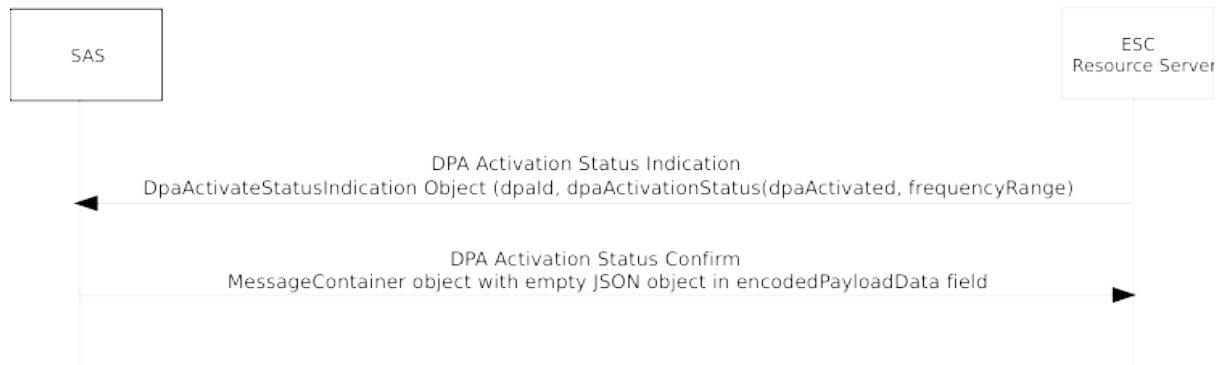 SAS
ESC
Resource Server
DPA Activation Status Indication
DpaActivateStatusIndication Object (dpaId, dpaActivationStatus(dpaActivated, frequencyRange)
DPA Activation Status Confirm
MessageContainer object with empty JSON object in encodedPayloadData field